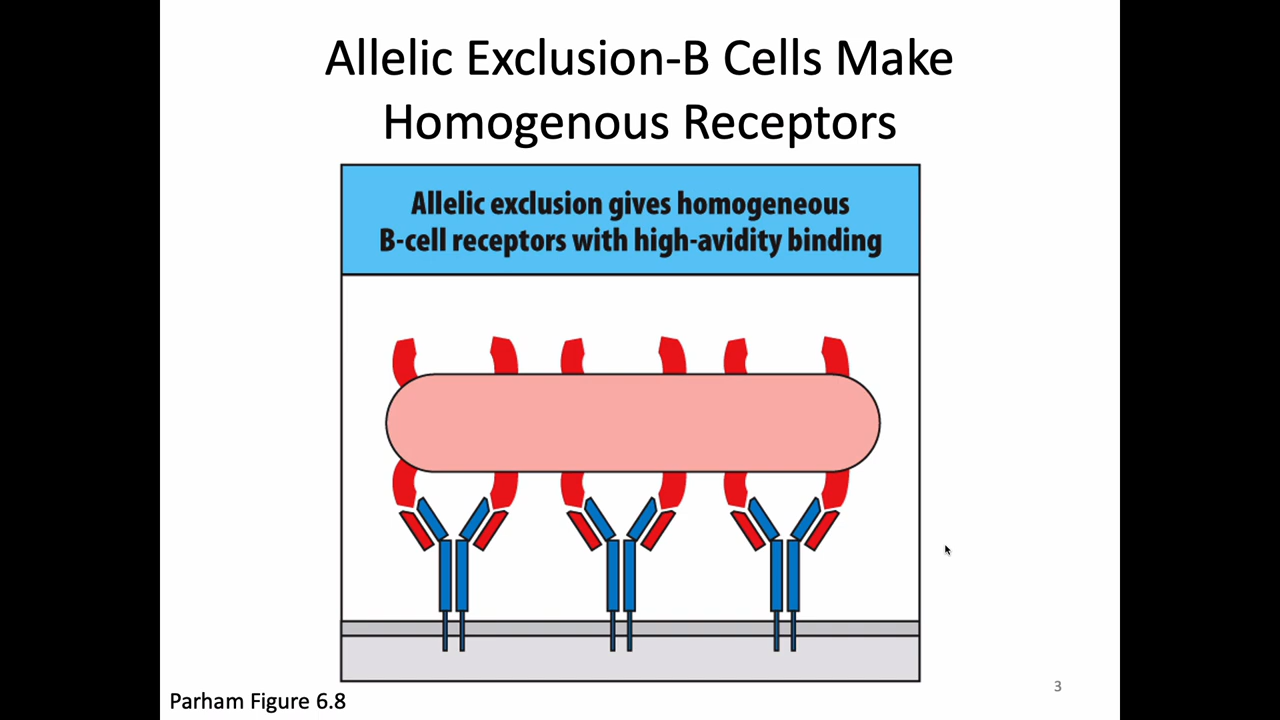 Allelic Exclusion-B Cells Make
Homogenous Receptors
Allelic exclusion gives homogeneous
B-cell receptors with high-avidity binding
Parham Figure 6.8
3